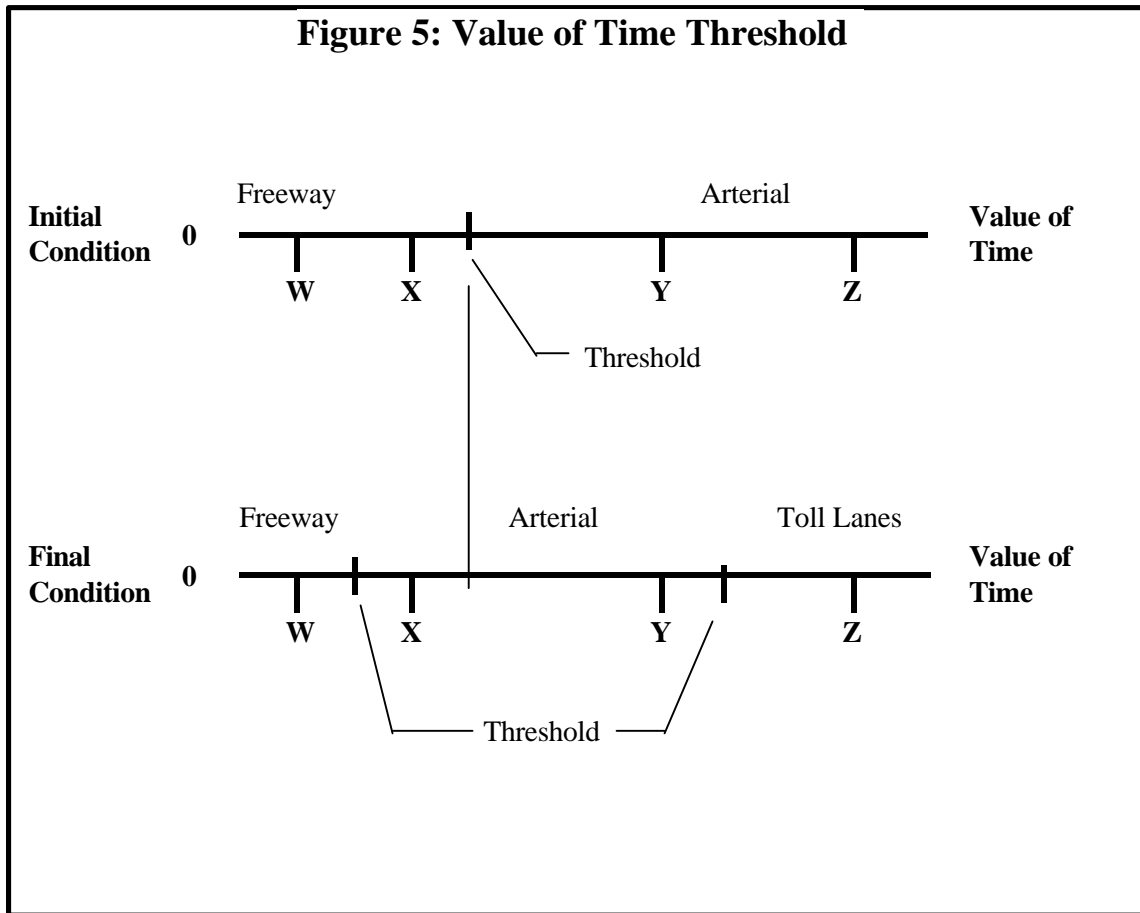 Figure 5: Value of Time Threshold
Freeway
Arterial
Initial
Condition
0
Value of
Time
W
X
Y
Z
Threshold
Freeway
Arterial
Toll Lanes
Final
Condition
0
Value of
Time
W
X
Y
Z
Threshold